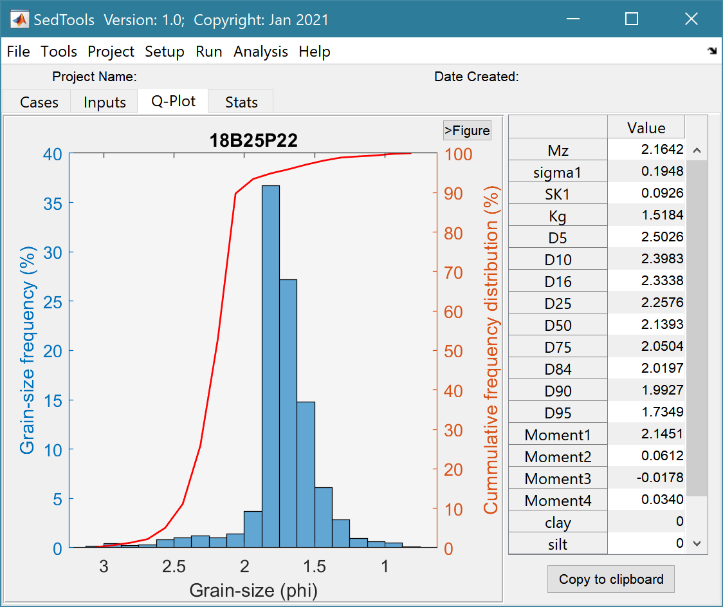 SedTools Version: 1.0; Copyright: Jan 2021
File Tools Project Setup Run Analysis Help
Project Name: Date Created:
Cases Inputs Q-Plot Stats
18B25P22
>Figure
40
35
30
25
20
15
10
5
0
Grain-size frequency (%)
3 2.5 2 1.5 1
Grain-size (phi)
100
90
80
70
60
50
40
30
20
10
0
Cummulative frequency distribution (%)
Value
Mz 2.1642
sigma1 0.1948
SK1 0.0926
Kg 1.5184
D5 2.5026
D10 2.3983
D16 2.3338
D25 2.2576
D50 2.1393
D75 2.0504
D84 2.0197
D90 1.9927
D95 1.7349
Moment1 2.1451
Moment2 0.0612
Moment3 -0.0178
Moment4 0.0340
clay 0
silt 0
Copy to clipboard